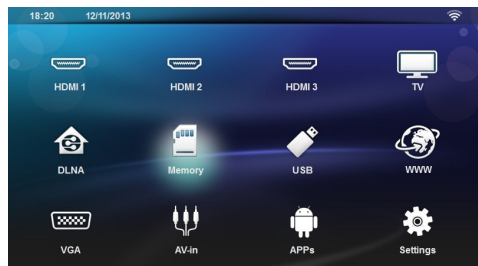 18:20 12/11/2013
HDMI 1 HDMI 2 HDMI 3 TV
DLNA Memory USB WWW
VGA AV-in APPs Settings